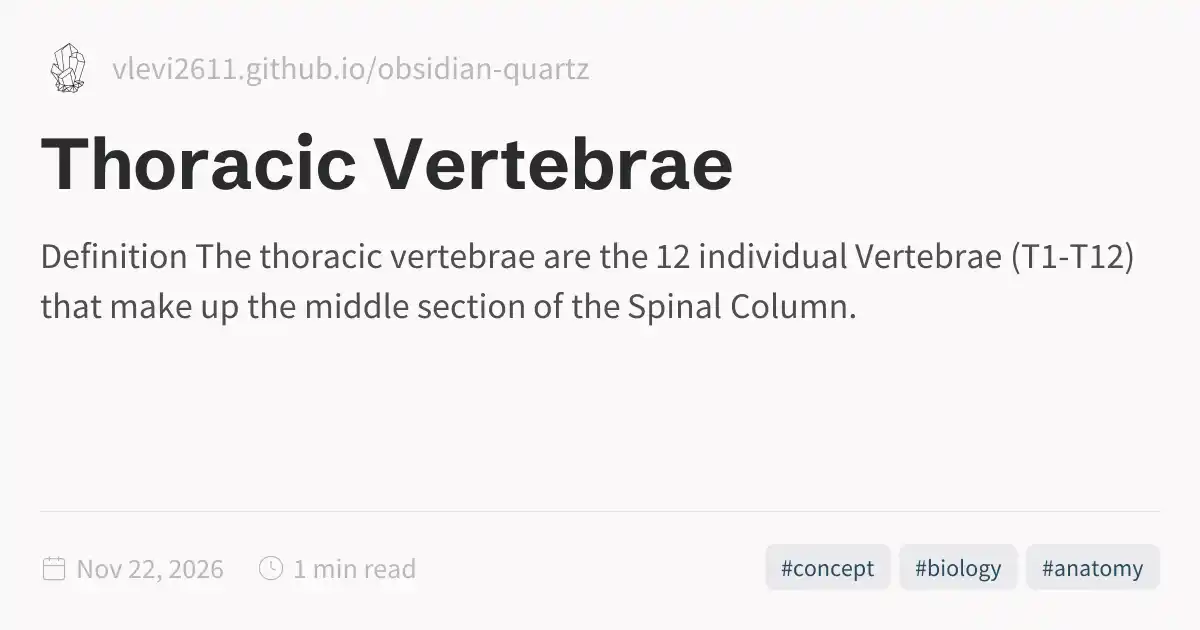 vlevi2611.github.io/obsidian-quartz
Thoracic Vertebrae
Definition The thoracic vertebrae are the 12 individual Vertebrae (T1-T12)
that make up the middle section of the Spinal Column.
Nov 22, 2026 1 min read #concept #biology #anatomy